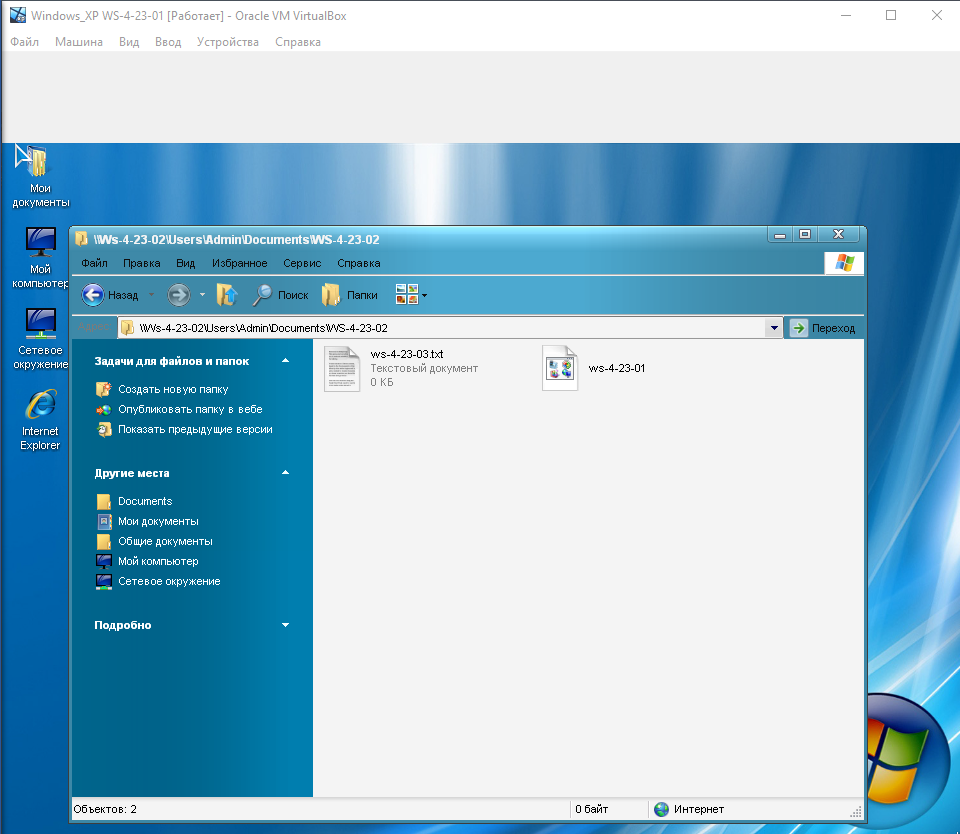 Windows_XP WS-4-23-01 [Работает] - Oracle VM VirtualBox
Файл Машина Вид Ввод Устройства Справка
Мои документы
Мой компьютер
Сетевое окружение
Internet Explorer
\\Ws-4-23-02\Users\Admin\Documents\WS-4-23-02
Файл Правка Вид Избранное Сервис Справка
Назад Поиск Папки
\\Ws-4-23-02\Users\Admin\Documents\WS-4-23-02 Переход
Задачи для файлов и папок
Создать новую папку
Опубликовать папку в вебе
Показать предыдущие версии
Другие места
Documents
Мои документы
Общие документы
Мой компьютер
Сетевое окружение
Подробно
ws-4-23-03.txt
Текстовый документ
0 КБ
ws-4-23-01
Объектов: 2 0 байт Интернет